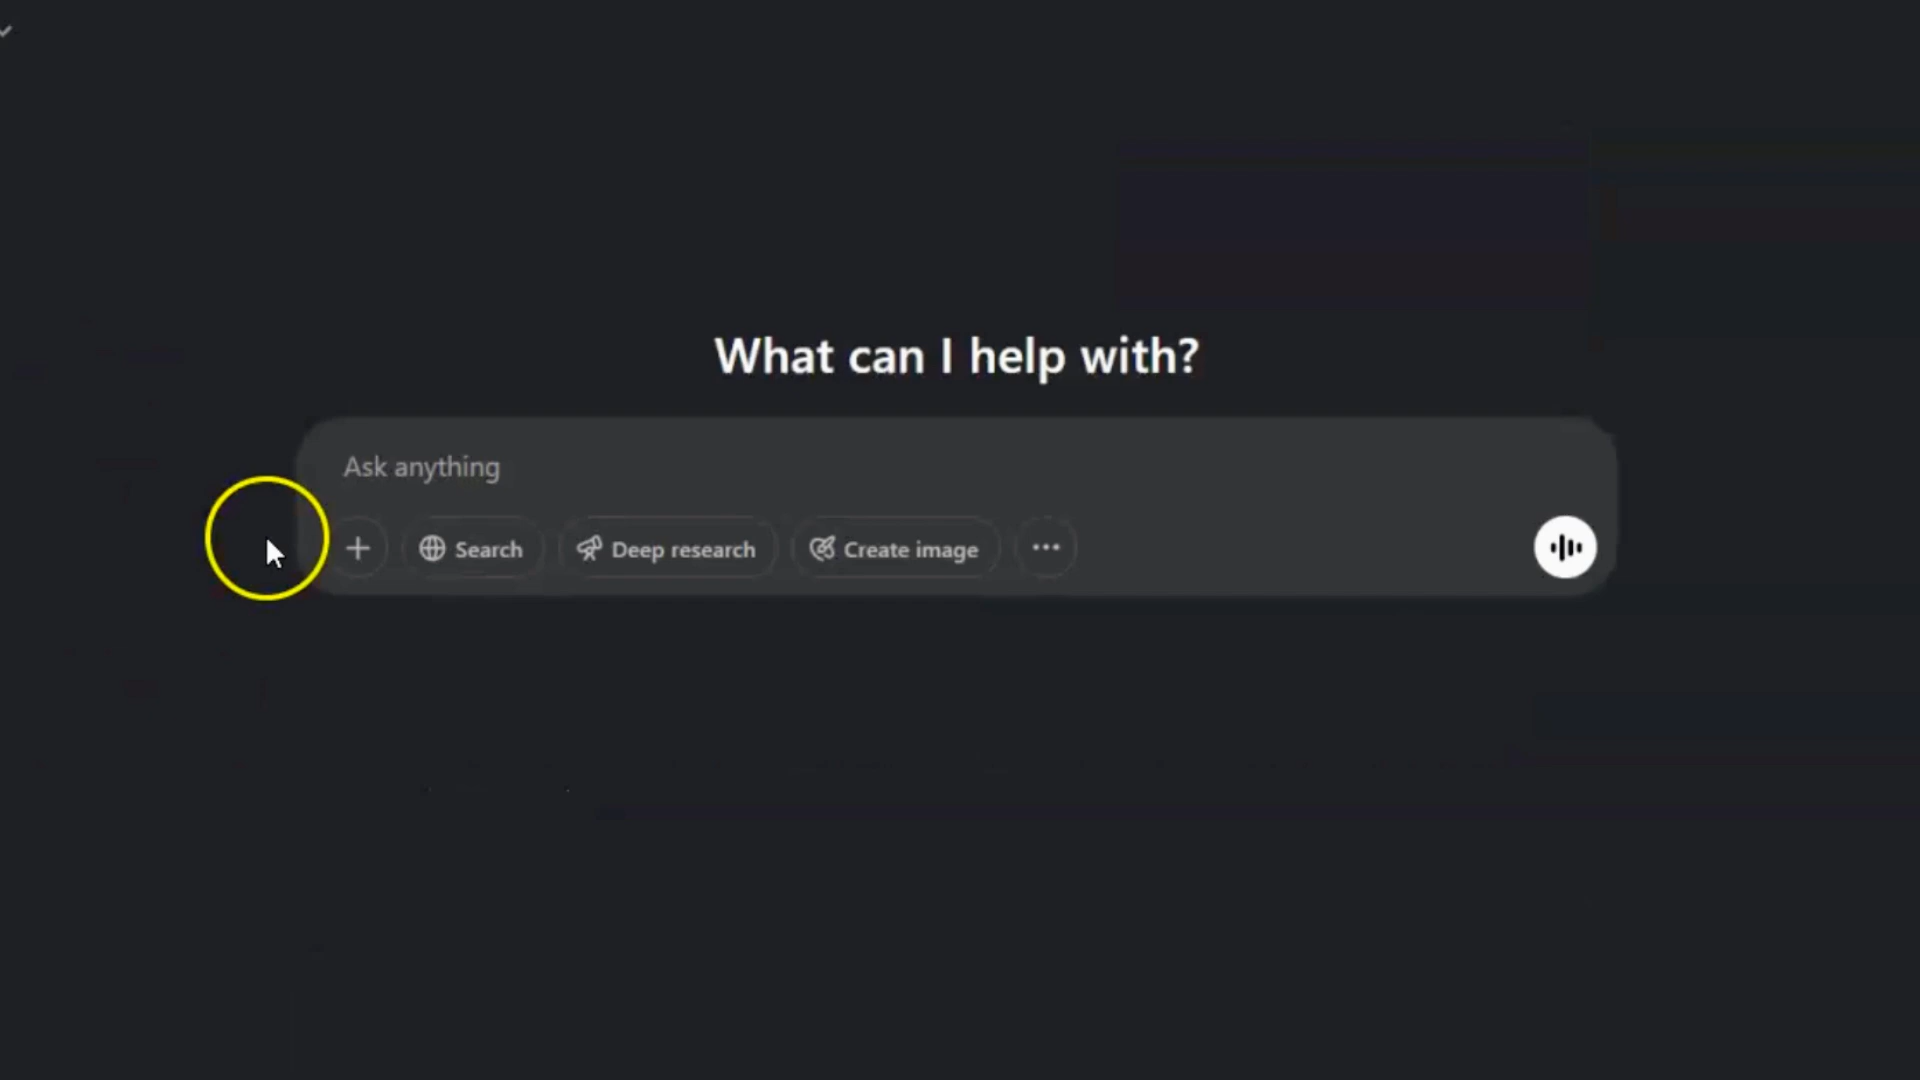 What can I help with?
Ask anything
Search Deep research Create image